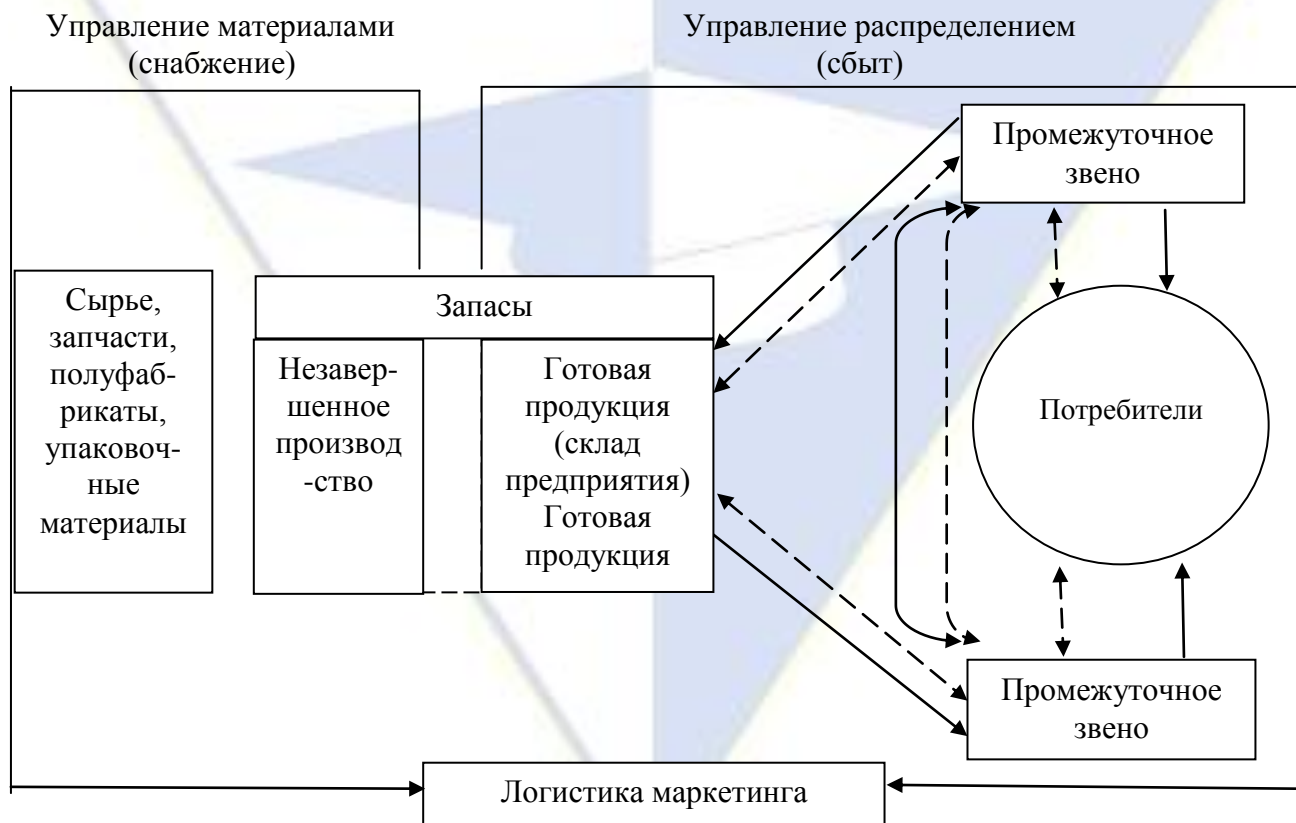 Управление материалами
(снабжение)
Управление распределением
(сбыт)
Промежуточное
звено
Сырье,
запчасти,
полуфаб-
рикаты,
упаковоч-
ные
материалы
Запасы
Незавер-
шенное
производ
-ство
Готовая
продукция
(склад
предприятия)
Готовая
продукция
Потребители
Промежуточное
звено
Логистика маркетинга